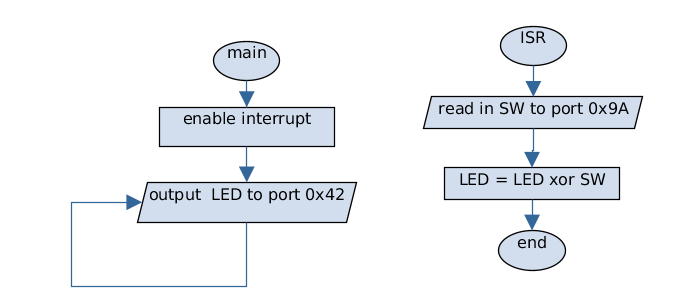 main
enable interrupt
output LED to port 0x42
ISR
read in SW to port 0x9A
LED = LED xor SW
end